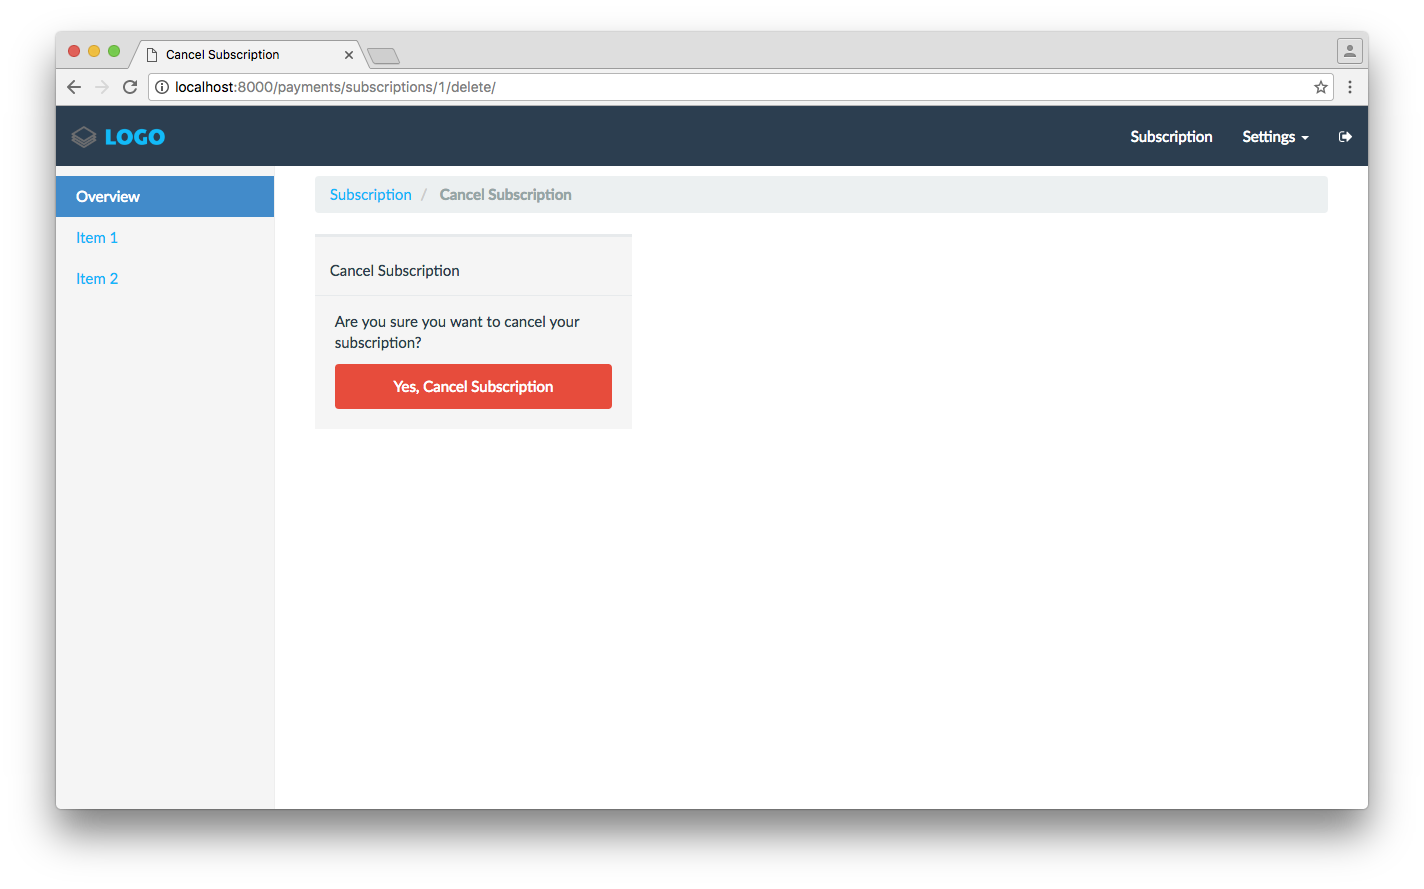 Cancel Subscription
localhost:8000/payments/subscriptions/1/delete/
LOGO
Subscription
Settings
Overview
Item 1
Item 2
Subscription / Cancel Subscription
Cancel Subscription
Are you sure you want to cancel your
subscription?
Yes, Cancel Subscription